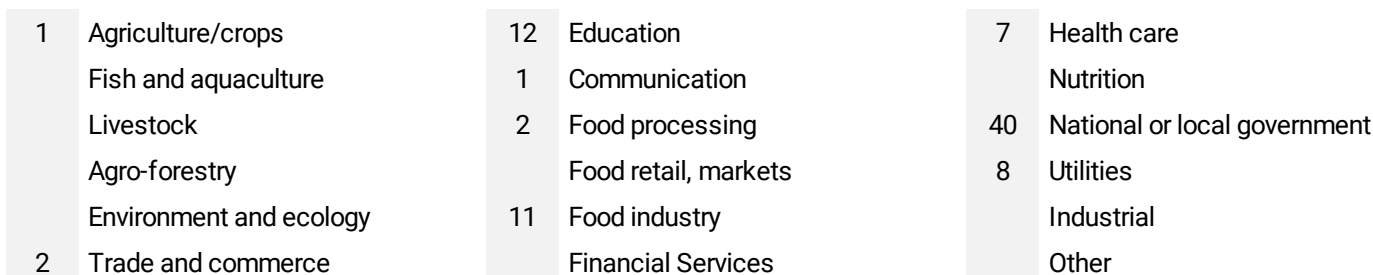 1 Agriculture/crops
Fish and aquaculture
Livestock
Agro-forestry
Environment and ecology
2 Trade and commerce
12 Education
1 Communication
2 Food processing
Food retail, markets
11 Food industry
Financial Services
7 Health care
Nutrition
40 National or local government
8 Utilities
Industrial
Other